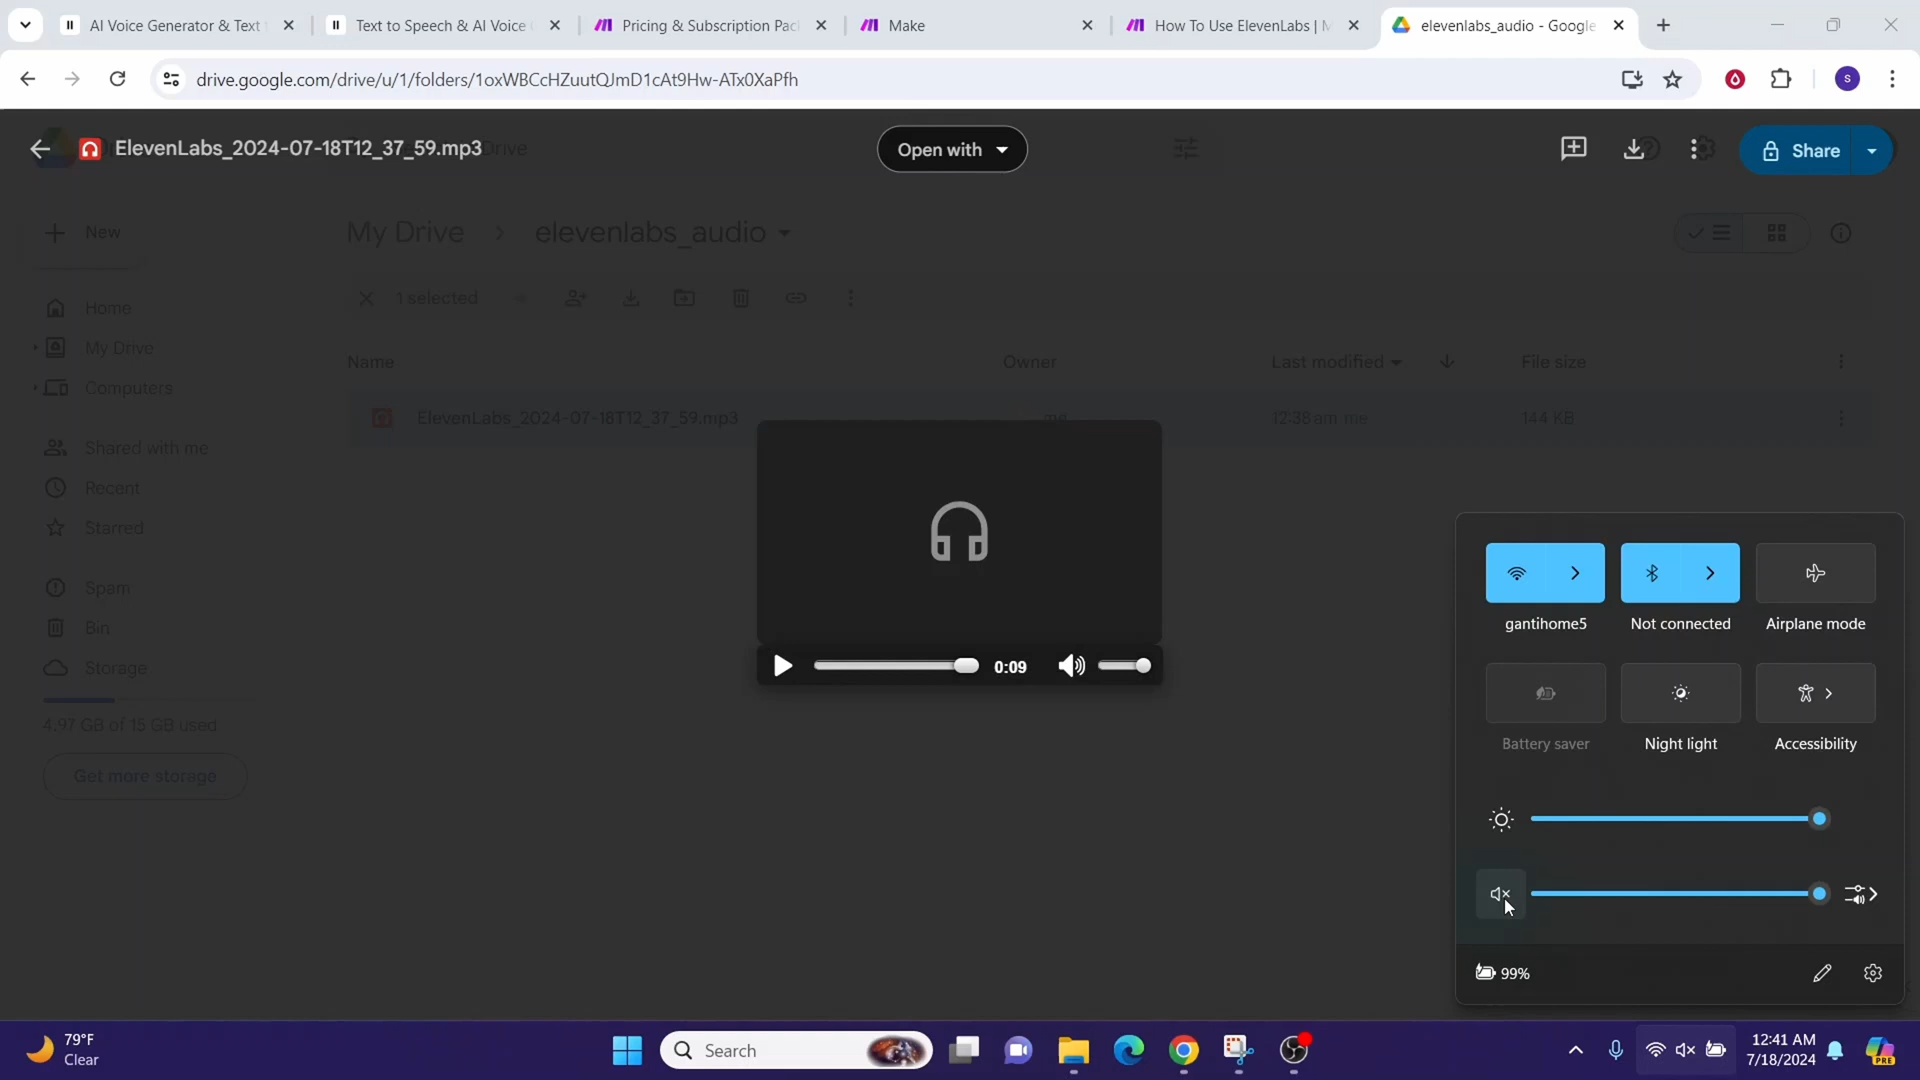 AI Voice Generator & Text
Text to Speech & AI Voice
Pricing & Subscription Pac
Make
How To Use ElevenLabs | M
elevenlabs_audio - Google
drive.google.com/drive/u/1/folders/1oxWBCcHZuutQJmD1cAt9Hw-ATx0XaPfh
S
ElevenLabs_2024-07-18T12_37_59.mp3
Drive
Open with
Share
New
My Drive > elevenlabs_audio
1 selected
Home
My Drive
Computers
Shared with me
Recent
Starred
Spam
Bin
Storage
4.97 GB of 15 GB used
Get more storage
Name
Owner
Last modified
File size
ElevenLabs_2024-07-18T12_37_59.mp3
me
12:38 am me
144 KB
0:09
gantihome5
Not connected
Airplane mode
Battery saver
Night light
Accessibility
99%
79°F
Clear
Search
12:41 AM
7/18/2024
PRE